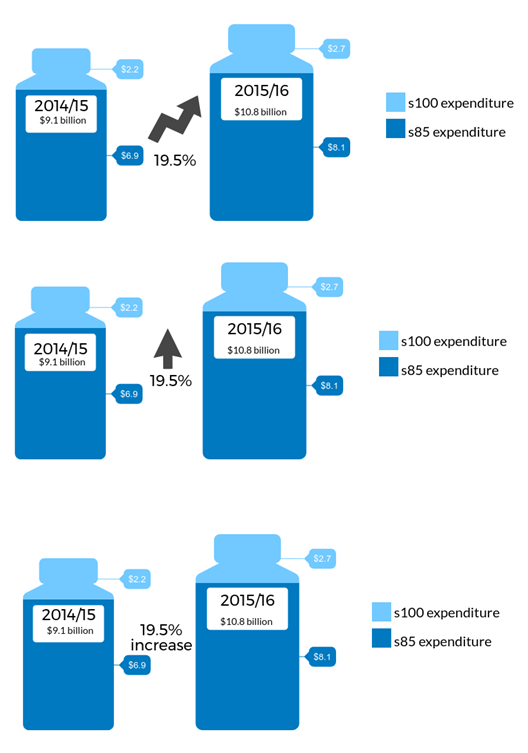 $2.7
$2.2
2014/15
$9.1 billion
2015/16
$10.8 billion
s100 expenditure
s85 expenditure
$6.9
19.5%
$8.1
$2.7
$2.2
2014/15
$9.1 billion
2015/16
$10.8 billion
s100 expenditure
s85 expenditure
19.5%
$6.9
$8.1
$2.7
$2.2
2014/15
$9.1 billion
2015/16
$10.8 billion
s100 expenditure
s85 expenditure
19.5%
increase
$6.9
$8.1